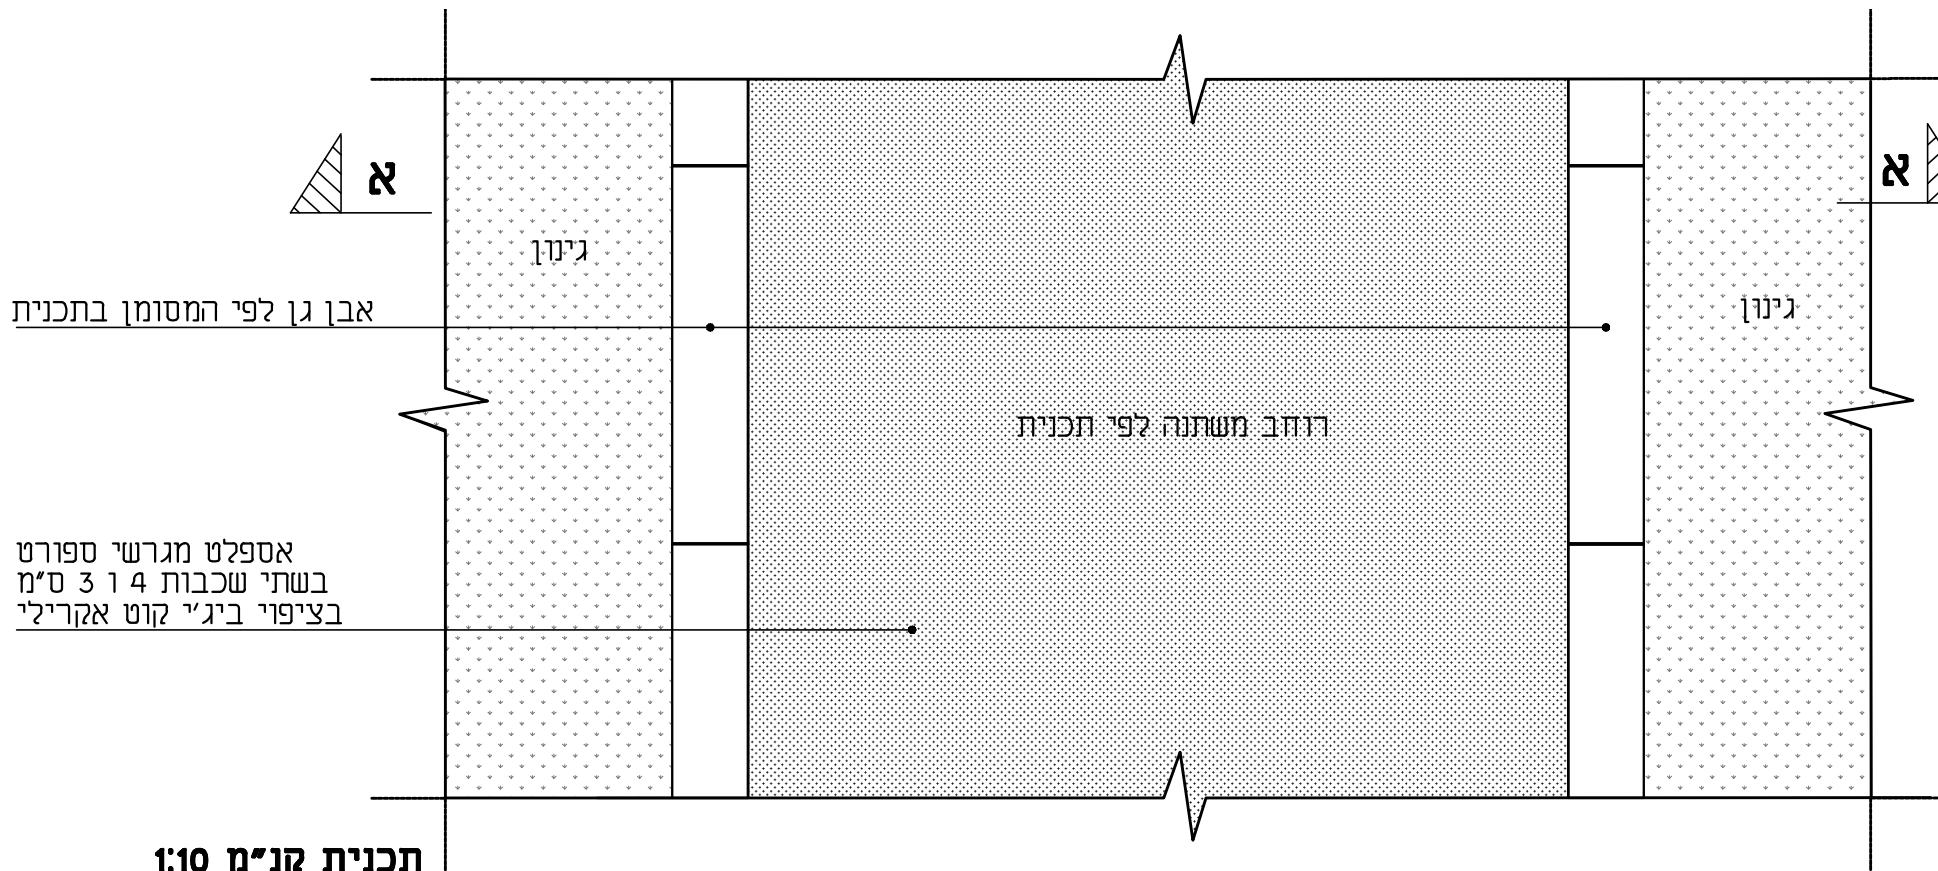 א
א
גינון
אבן גן לפי המסומן בתכנית
גינון
רוחב משתנה לפי תכנית
אספלט מגרשי ספורט
בשתי שכבות 4 ו 3 ס"מ
בציפוי ביג'י קוט אקרילי
תכנית קנ"מ 1:10